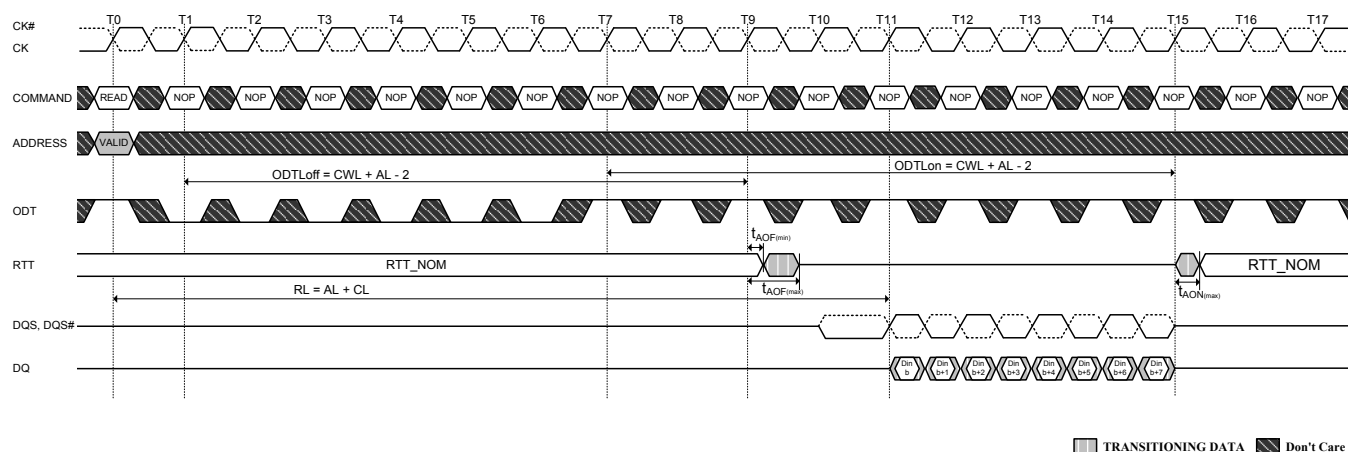 CK#
CK
T0 T1 T2 T3 T4 T5 T6 T7 T8 T9 T10 T11 T12 T13 T14 T15 T16 T17
COMMAND READ NOP NOP NOP NOP NOP NOP NOP NOP NOP NOP NOP NOP NOP NOP NOP NOP NOP
ADDRESS VALID
ODTLoff = CWL + AL - 2
ODTLon = CWL + AL - 2
ODT
tAOF(min)
RTT RTT_NOM RTT_NOM
tAOF(max)
tAON(max)
RL = AL + CL
DQS, DQS#
DQ
Din b
Din b+1
Din b+2
Din b+3
Din b+4
Din b+5
Din b+6
Din b+7
TRANSITIONING DATA Don't Care